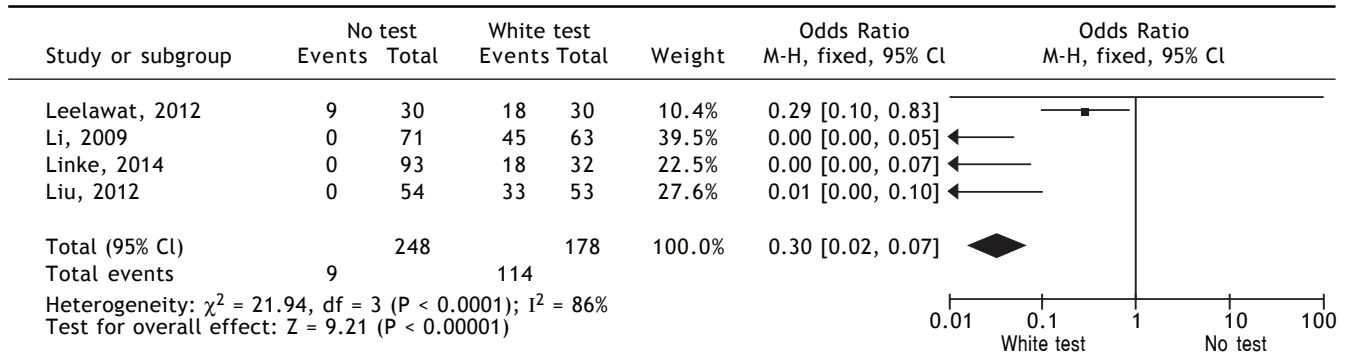 No test White test Odds Ratio Odds Ratio
Study or subgroup Events Total Events Total Weight M-H, fixed, 95% Cl M-H, fixed, 95% Cl
Leelawat, 2012 9 30 18 30 10.4% 0.29 [0.10, 0.83]
Li, 2009 0 71 45 63 39.5% 0.00 [0.00, 0.05]
Linke, 2014 0 93 18 32 22.5% 0.00 [0.00, 0.07]
Liu, 2012 0 54 33 53 27.6% 0.01 [0.00, 0.10]
Total (95% Cl) 248 178 100.0% 0.30 [0.02, 0.07]
Total events 9 114
Heterogeneity: χ² = 21.94, df = 3 (P < 0.0001); I² = 86%
Test for overall effect: Z = 9.21 (P < 0.00001)
0.01 0.1 1 10 100
White test No test